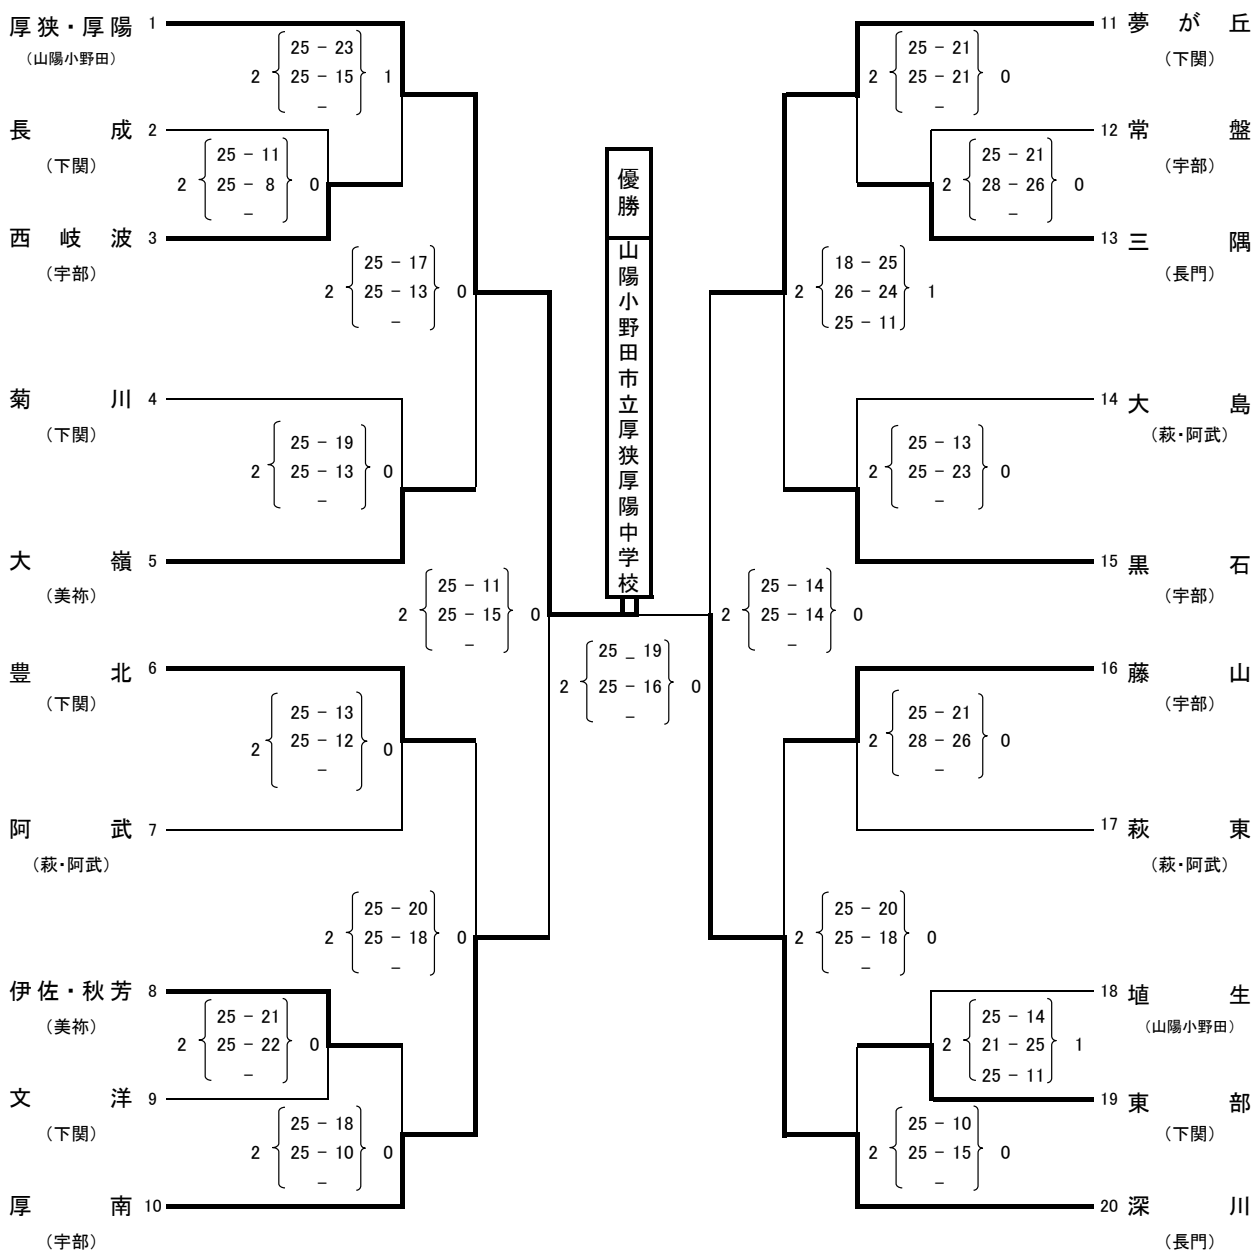 厚狭・厚陽 1
（山陽小野田）
2 25 − 23 1
25 − 15
−
長成 2
（下関）
2 25 − 11 0
25 − 8
−
西岐波 3
（宇部）
2 25 − 17 0
25 − 13
−
菊川 4
（下関）
2 25 − 19 0
25 − 13
−
大嶺 5
（美祢）
2 25 − 11 0
25 − 15
−
豊北 6
（下関）
2 25 − 13 0
25 − 12
−
阿武 7
（萩・阿武）
2 25 − 20 0
25 − 18
−
伊佐・秋芳 8
（美祢）
2 25 − 21 0
25 − 22
−
文洋 9
（下関）
2 25 − 18 0
25 − 10
−
厚南 10
（宇部）
優勝
山陽小野田市立厚狭厚陽中学校
2 25 − 19 0
25 − 16
−
11 夢が丘
（下関）
2 25 − 21 0
25 − 21
−
12 常盤
（宇部）
2 25 − 21 0
28 − 26
−
13 三隅
（長門）
2 18 − 25 1
26 − 24
25 − 11
14 大島
（萩・阿武）
2 25 − 13 0
25 − 23
−
15 黒石
（宇部）
2 25 − 14 0
25 − 14
−
16 藤山
（宇部）
2 25 − 21 0
28 − 26
−
17 萩東
（萩・阿武）
2 25 − 20 0
25 − 18
−
18 埴生
（山陽小野田）
2 25 − 14 1
21 − 25
25 − 11
19 東部
（下関）
2 25 − 10 0
25 − 15
−
20 深川
（長門）